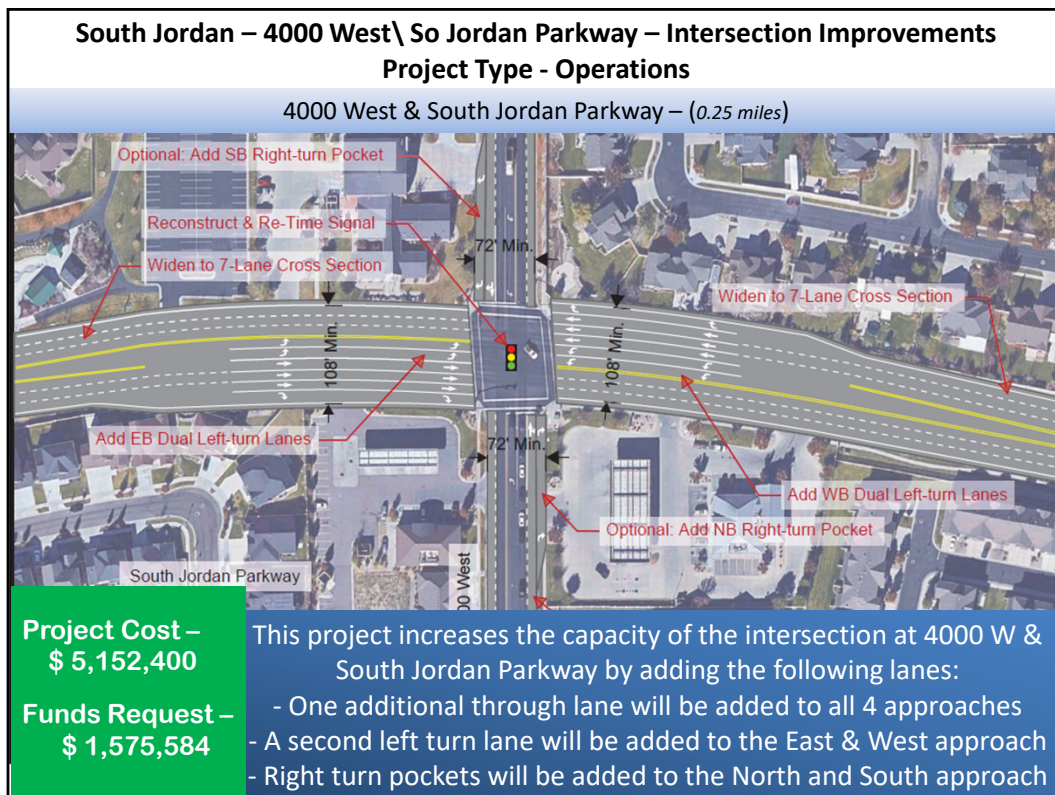 South Jordan – 4000 West\ So Jordan Parkway – Intersection Improvements
Project Type - Operations
4000 West & South Jordan Parkway – (0.25 miles)
Optional: Add SB Right-turn Pocket
Reconstruct & Re-Time Signal
72' Min.
Widen to 7-Lane Cross Section
Widen to 7-Lane Cross Section
108' Min.
108' Min.
Add EB Dual Left-turn Lanes
72' Min.
Add WB Dual Left-turn Lanes
Optional: Add NB Right-turn Pocket
South Jordan Parkway
00 West
Project Cost –
$ 5,152,400
Funds Request –
$ 1,575,584
This project increases the capacity of the intersection at 4000 W &
South Jordan Parkway by adding the following lanes:
- One additional through lane will be added to all 4 approaches
- A second left turn lane will be added to the East & West approach
- Right turn pockets will be added to the North and South approach